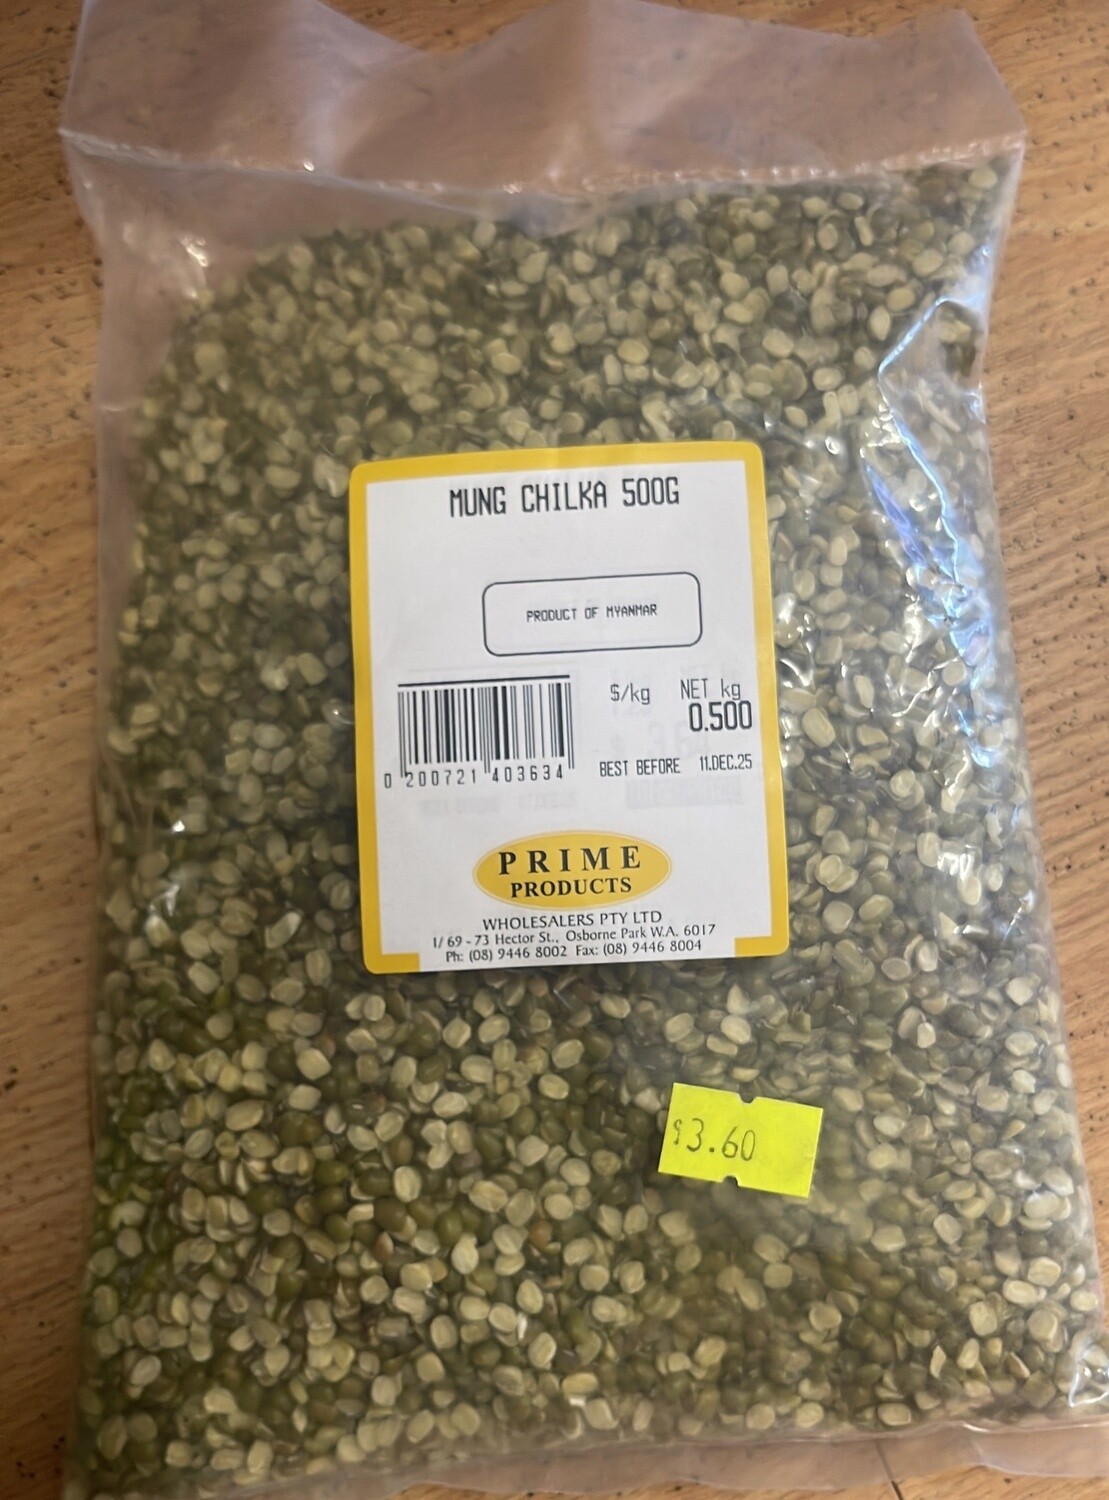 MUNG CHILKA 500G
PRODUCT OF MYANMAR
$/kg NET kg
0.500
0 200721 403634
BEST BEFORE 11.DEC.25
PRIME
PRODUCTS
WHOLESALERS PTY LTD
1/ 69 - 73 Hector St., Osborne Park W.A. 6017
Ph: (08) 9446 8002 Fax: (08) 9446 8004
$3.60